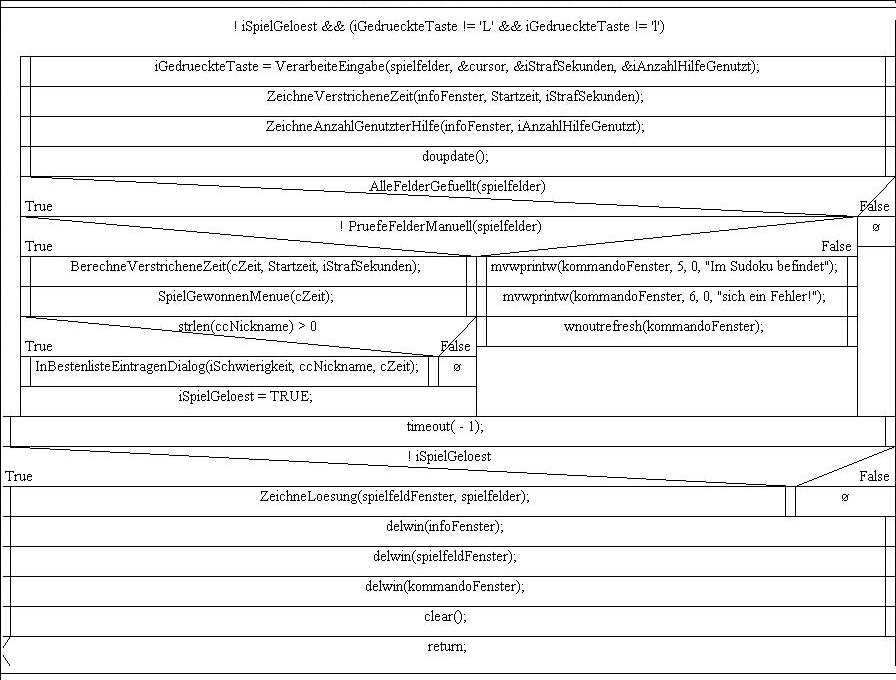 ! iSpielGeloest && (iGedrueckteTaste != 'L' && iGedrueckteTaste != 'l')
iGedrueckteTaste = VerarbeiteEingabe(spielfelder, &cursor, &iStrafSekunden, &iAnzahlHilfeGenutzt);
ZeichneVerstricheneZeit(infoFenster, Startzeit, iStrafSekunden);
ZeichneAnzahlGenutzterHilfe(infoFenster, iAnzahlHilfeGenutzt);
doupdate();
AlleFelderGefuellt(spielfelder)
True False
! PruefeFelderManuell(spielfelder) ø
True False
BerechneVerstricheneZeit(cZeit, Startzeit, iStrafSekunden); mvwprintw(kommandoFenster, 5, 0, "Im Sudoku befindet");
SpielGewonnenMenue(cZeit); mvwprintw(kommandoFenster, 6, 0, "sich ein Fehler!");
strlen(ccNickname) > 0 wnoutrefresh(kommandoFenster);
True False
InBestenlisteEintragenDialog(iSchwierigkeit, ccNickname, cZeit); ø
iSpielGeloest = TRUE;
timeout( - 1);
! iSpielGeloest
True False
ZeichneLoesung(spielfeldFenster, spielfelder); ø
delwin(infoFenster);
delwin(spielfeldFenster);
delwin(kommandoFenster);
clear();
return;